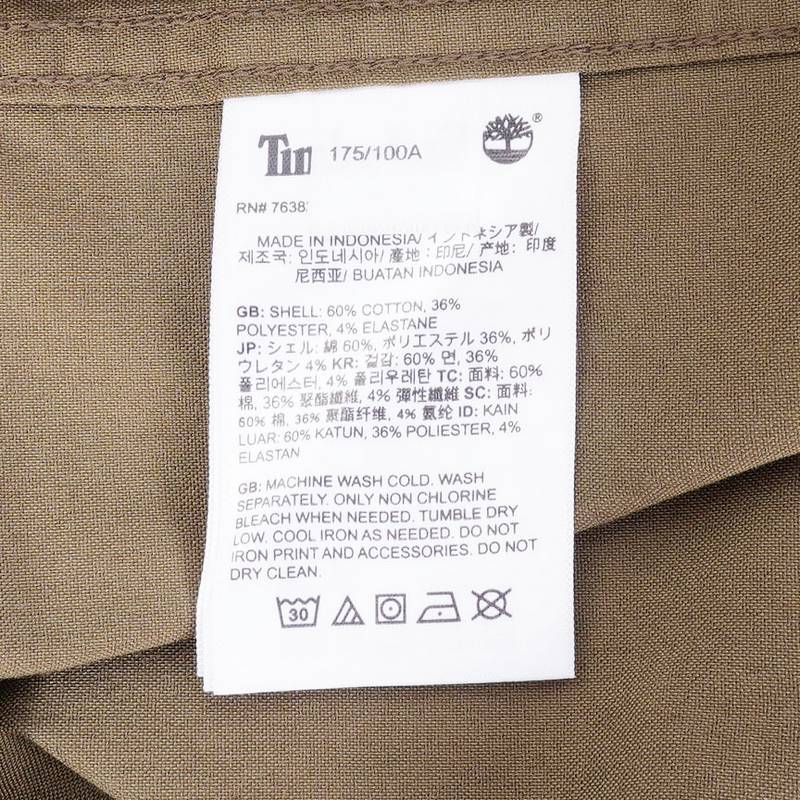 Tim 175/100A ®
RN# 7638
MADE IN INDONESIA/ インドネシア製/
제조국: 인도네시아/ 產地: 印尼/ 产地: 印度
尼西亚/ BUATAN INDONESIA
GB: SHELL: 60% COTTON, 36%
POLYESTER, 4% ELASTANE
JP: シェル: 綿 60%, ポリエステル 36%, ポリ
ウレタン 4% KR: 겉감: 60% 면, 36%
폴리에스터, 4% 폴리우레탄 TC: 面料: 60%
棉, 36% 聚酯纖維, 4% 彈性纖維 SC: 面料:
60% 棉, 36% 聚酯纤维, 4% 氨纶 ID: KAIN
LUAR: 60% KATUN, 36% POLIESTER, 4%
ELASTAN
GB: MACHINE WASH COLD. WASH
SEPARATELY. ONLY NON CHLORINE
BLEACH WHEN NEEDED. TUMBLE DRY
LOW. COOL IRON AS NEEDED. DO NOT
IRON PRINT AND ACCESSORIES. DO NOT
DRY CLEAN.
30